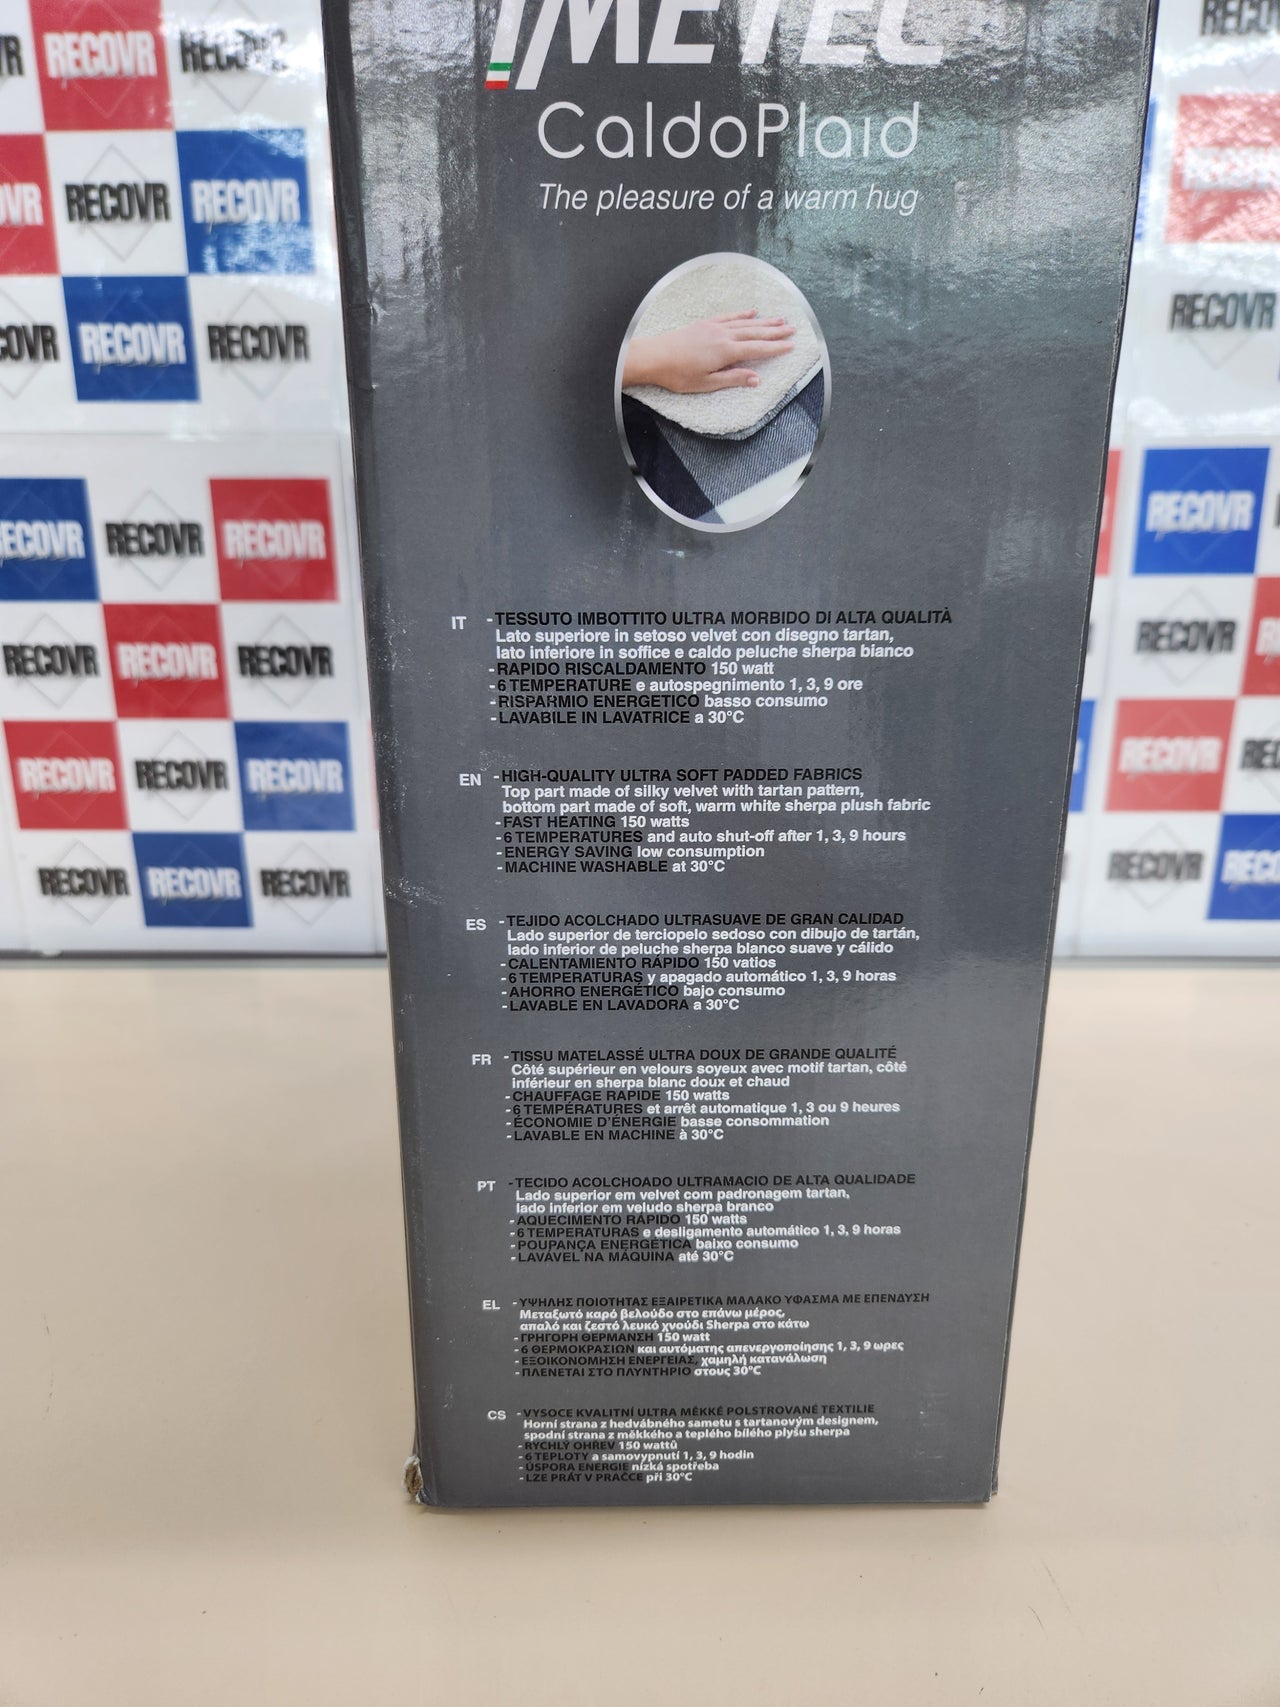 IMETEC
CaldoPlaid
The pleasure of a warm hug
IT -TESSUTO IMBOTTITO ULTRA MORBIDO DI ALTA QUALITÀ
Lato superiore in setoso velvet con disegno tartan,
lato inferiore in soffice e caldo peluche sherpa bianco
-RAPIDO RISCALDAMENTO 150 watt
-6 TEMPERATURE e autospegnimento 1, 3, 9 ore
-RISPARMIO ENERGETICO basso consumo
-LAVABILE IN LAVATRICE a 30°C
EN -HIGH-QUALITY ULTRA SOFT PADDED FABRICS
Top part made of silky velvet with tartan pattern,
bottom part made of soft, warm white sherpa plush fabric
-FAST HEATING 150 watts
-6 TEMPERATURES and auto shut-off after 1, 3, 9 hours
-ENERGY SAVING low consumption
-MACHINE WASHABLE at 30°C
ES -TEJIDO ACOLCHADO ULTRASUAVE DE GRAN CALIDAD
Lado superior de terciopelo sedoso con dibujo de tartán,
lado inferior de peluche sherpa blanco suave y cálido
-CALENTAMIENTO RÁPIDO 150 vatios
-6 TEMPERATURAS y apagado automático 1, 3, 9 horas
-AHORRO ENERGÉTICO bajo consumo
-LAVABLE EN LAVADORA a 30°C
FR -TISSU MATELASSÉ ULTRA DOUX DE GRANDE QUALITÉ
Côté supérieur en velours soyeux avec motif tartan, côté
inférieur en sherpa blanc doux et chaud
-CHAUFFAGE RAPIDE 150 watts
-6 TEMPÉRATURES et arrêt automatique 1, 3 ou 9 heures
-ÉCONOMIE D'ÉNERGIE basse consommation
-LAVABLE EN MACHINE à 30°C
PT -TECIDO ACOLCHOADO ULTRAMACIO DE ALTA QUALIDADE
Lado superior em velvet com padronagem tartan,
lado inferior em veludo sherpa branco
-AQUECIMENTO RÁPIDO 150 watts
-6 TEMPERATURAS e desligamento automático 1, 3, 9 horas
-POUPANÇA ENERGÉTICA baixo consumo
-LAVÁVEL NA MÁQUINA até 30°C
EL -ΥΨΗΛΗΣ ΠΟΙΟΤΗΤΑΣ ΕΞΑΙΡΕΤΙΚΑ ΜΑΛΑΚΟ ΥΦΑΣΜΑ ΜΕ ΕΠΕΝΔΥΣΗ
Μεταξωτό καρό βελούδο στο επάνω μέρος,
απαλό και ζεστό λευκό χνούδι Sherpa στο κάτω
-ΓΡΗΓΟΡΗ ΘΕΡΜΑΝΣΗ 150 watt
-6 ΘΕΡΜΟΚΡΑΣΙΩΝ και αυτόματης απενεργοποίησης 1, 3, 9 ωρες
-ΕΞΟΙΚΟΝΟΜΗΣΗ ΕΝΕΡΓΕΙΑΣ, χαμηλή κατανάλωση
-ΠΛΕΝΕΤΑΙ ΣΤΟ ΠΛΥΝΤΗΡΙΟ στους 30°C
CS -VYSOCE KVALITNÍ ULTRA MĚKKÉ POLSTROVANÉ TEXTILIE
Horní strana z hedvábného sametu s tartanovým designem,
spodní strana z měkkého a teplého bílého plyšu sherpa
-RYCHLÝ OHŘEV 150 wattů
-6 TEPLOTY a samovypnutí 1, 3, 9 hodin
-ÚSPORA ENERGIE nízká spotřeba
-LZE PRÁT V PRAČCE při 30°C
RECOVR RECOVR
RECOVR RECOVR
RECOVR RECOVR
RECOVR RECOVR RECOVR
RECOVR RECOVR RECOVR
RECOVR RECOVR RECOVR
RECOVR RECOVR RECOVR
RECOVR
RECOVR
RECOVR
RECOVR
RECOVR
RECOVR